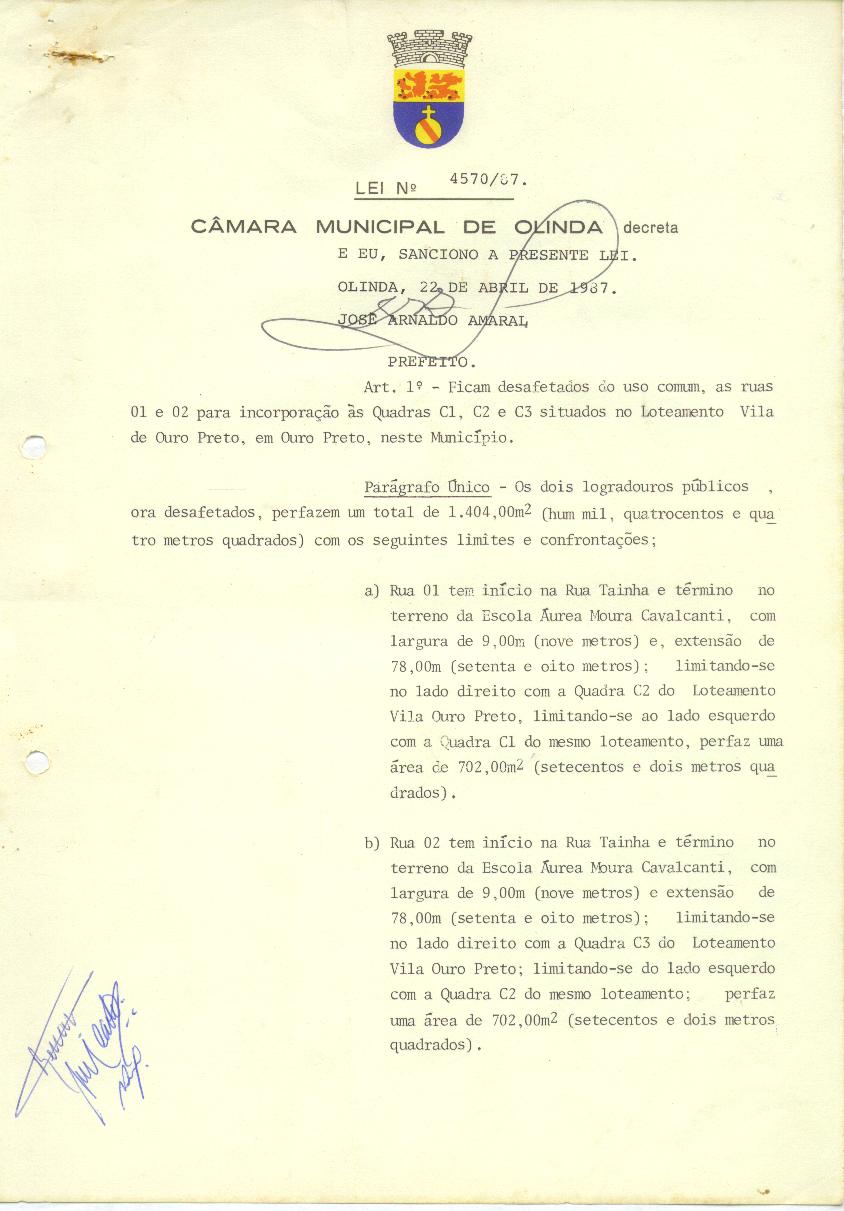 LEI Nº 4570/87.
CÂMARA MUNICIPAL DE OLINDA decreta
E EU, SANCIONO A PRESENTE LEI.
OLINDA, 22 DE ABRIL DE 1987.
JOSÉ ARNALDO AMARAL,
PREFEITO.
Art. 1º - Ficam desafetados do uso comum, as ruas
01 e 02 para incorporação às Quadras C1, C2 e C3 situados no Loteamento Vila
de Ouro Preto, em Ouro Preto, neste Município.
Parágrafo Único - Os dois logradouros públicos ,
ora desafetados, perfazem um total de 1.404,00m2 (hum mil, quatrocentos e qua
tro metros quadrados) com os seguintes limites e confrontações;
a) Rua 01 tem início na Rua Tainha e término no
terreno da Escola Áurea Moura Cavalcanti, com
largura de 9,00m (nove metros) e, extensão de
78,00m (setenta e oito metros); limitando-se
no lado direito com a Quadra C2 do Loteamento
Vila Ouro Preto, limitando-se ao lado esquerdo
com a Quadra C1 do mesmo loteamento, perfaz uma
área de 702,00m2 (setecentos e dois metros qua
drados).
b) Rua 02 tem início na Rua Tainha e término no
terreno da Escola Áurea Moura Cavalcanti, com
largura de 9,00m (nove metros) e extensão de
78,00m (setenta e oito metros); limitando-se
no lado direito com a Quadra C3 do Loteamento
Vila Ouro Preto; limitando-se do lado esquerdo
com a Quadra C2 do mesmo loteamento; perfaz
uma área de 702,00m2 (setecentos e dois metros
quadrados).